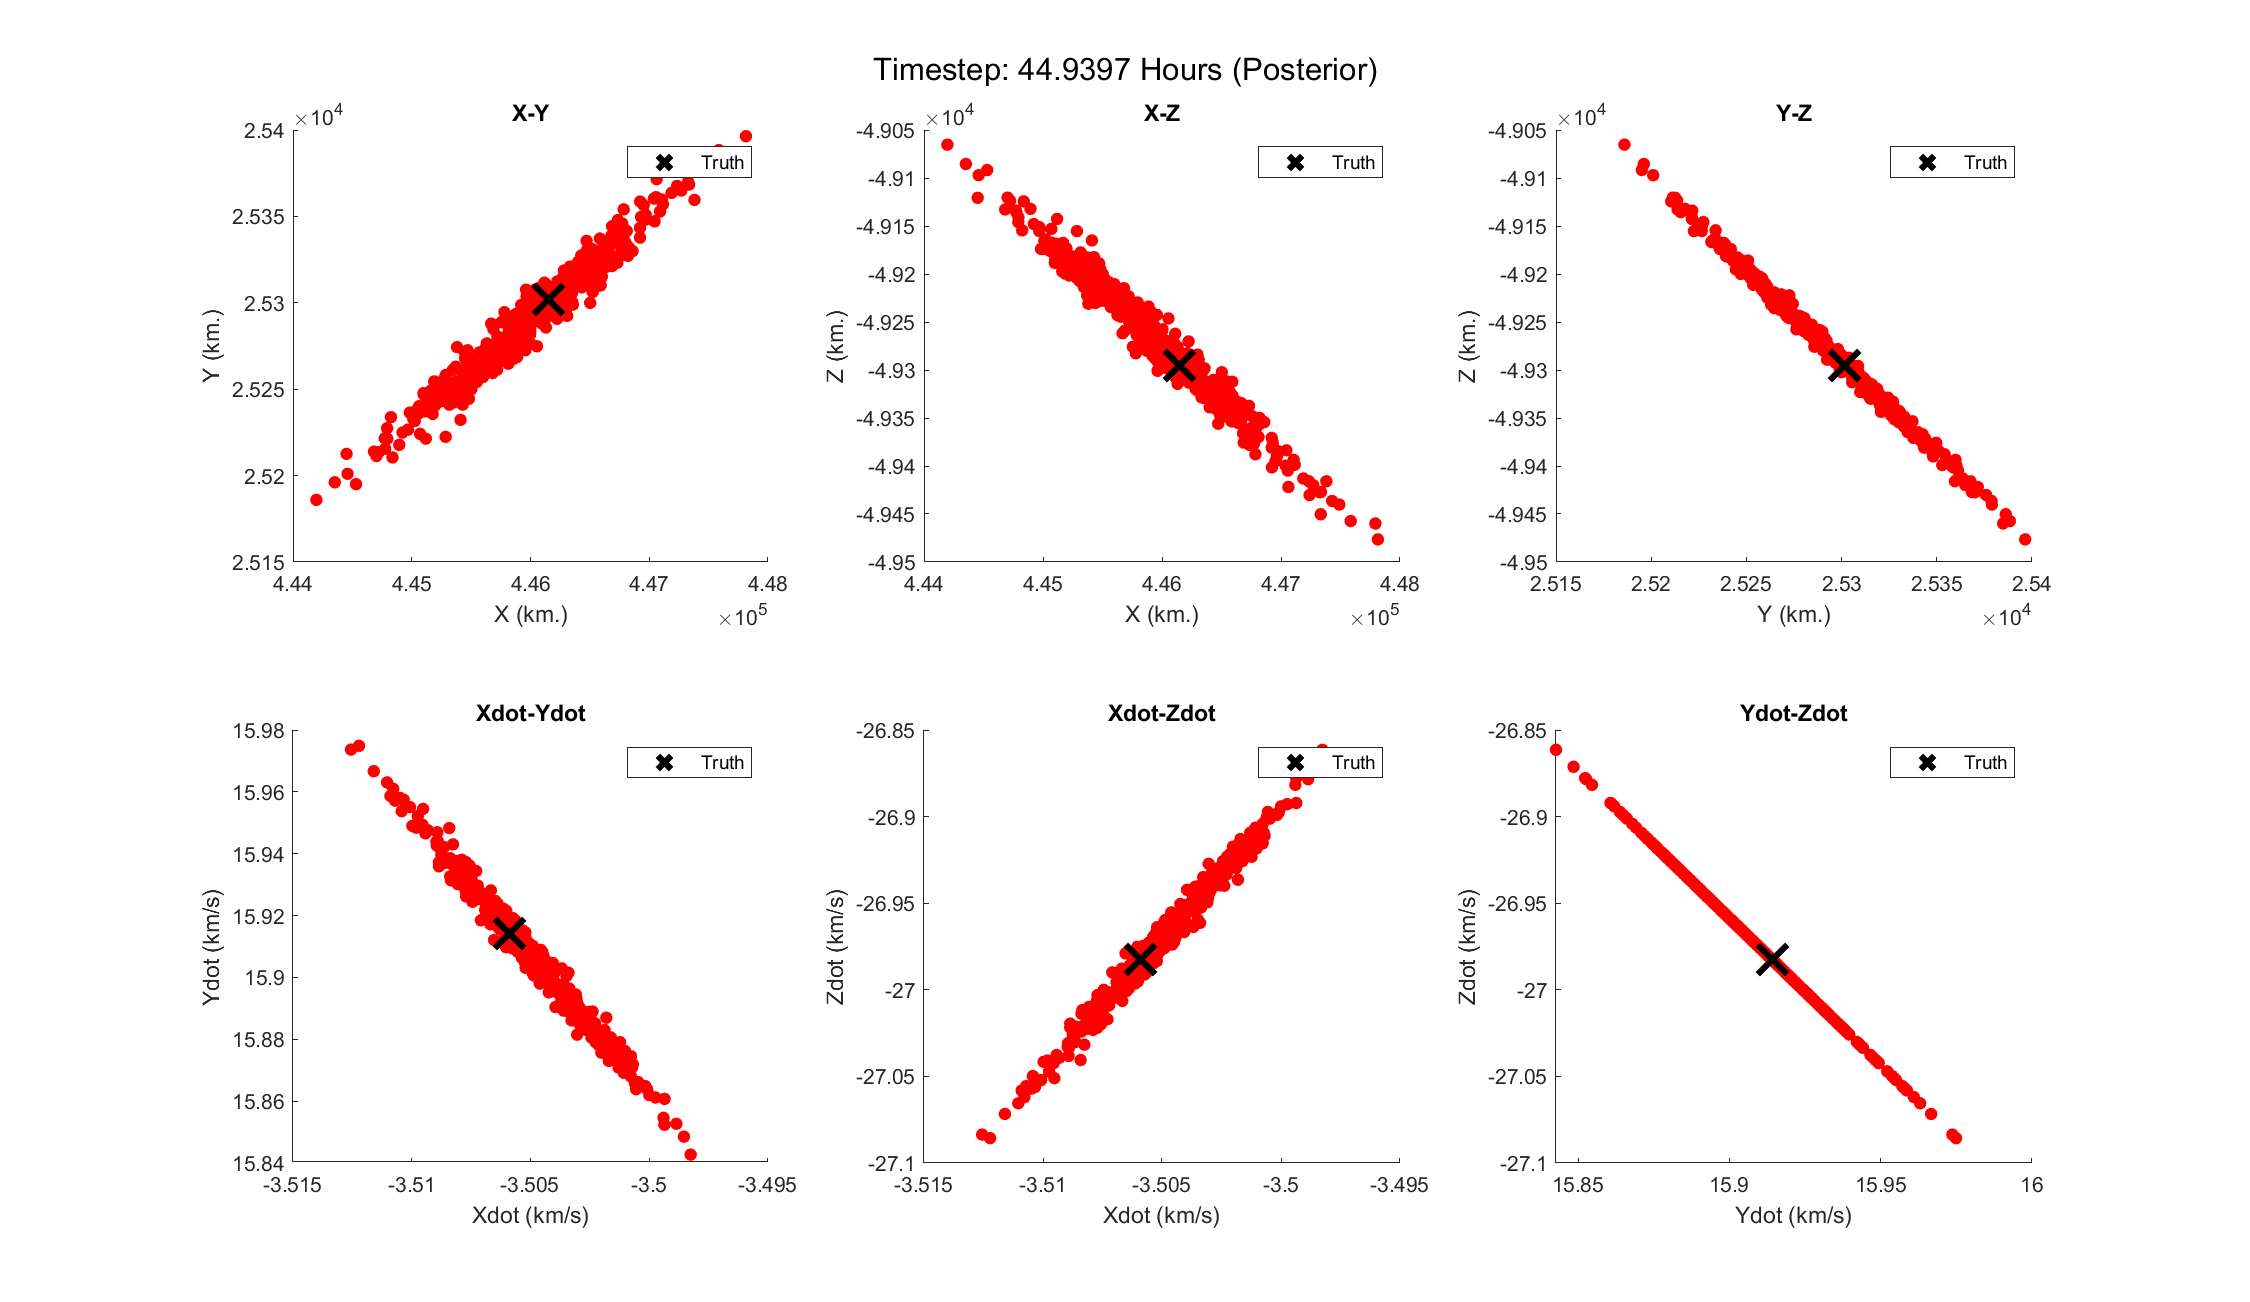 Timestep: 44.9397 Hours (Posterior)
X-Y
×10^4
2.54
2.535
2.53
2.525
2.52
2.515
Y (km.)
4.44 4.45 4.46 4.47 4.48
X (km.)
×10^5
Truth
X-Z
×10^4
-4.905
-4.91
-4.915
-4.92
-4.925
-4.93
-4.935
-4.94
-4.945
-4.95
Z (km.)
4.44 4.45 4.46 4.47 4.48
X (km.)
×10^5
Truth
Y-Z
×10^4
-4.905
-4.91
-4.915
-4.92
-4.925
-4.93
-4.935
-4.94
-4.945
-4.95
Z (km.)
2.515 2.52 2.525 2.53 2.535 2.54
Y (km.)
×10^4
Truth
Xdot-Ydot
15.98
15.96
15.94
15.92
15.9
15.88
15.86
15.84
Ydot (km/s)
-3.515 -3.51 -3.505 -3.5 -3.495
Xdot (km/s)
Truth
Xdot-Zdot
-26.85
-26.9
-26.95
-27
-27.05
-27.1
Zdot (km/s)
-3.515 -3.51 -3.505 -3.5 -3.495
Xdot (km/s)
Truth
Ydot-Zdot
-26.85
-26.9
-26.95
-27
-27.05
-27.1
Zdot (km/s)
15.85 15.9 15.95 16
Ydot (km/s)
Truth